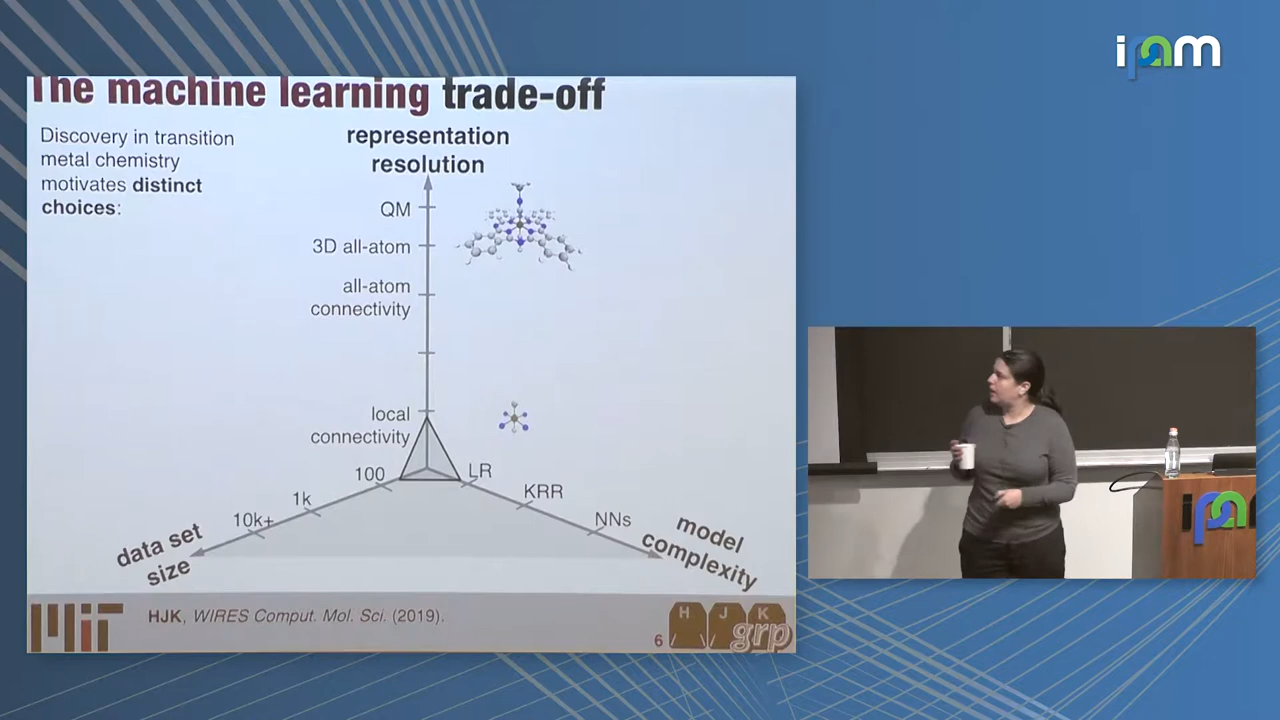 ipam
The machine learning trade-off
Discovery in transition
metal chemistry
motivates distinct
choices:
representation
resolution
QM
3D all-atom
all-atom
connectivity
local
connectivity
100
1k
10k+
data set
size
LR
KRR
NNs
model
complexity
MIT
HJK, WIRES Comput. Mol. Sci. (2019).
6
H J K
grp
ipa